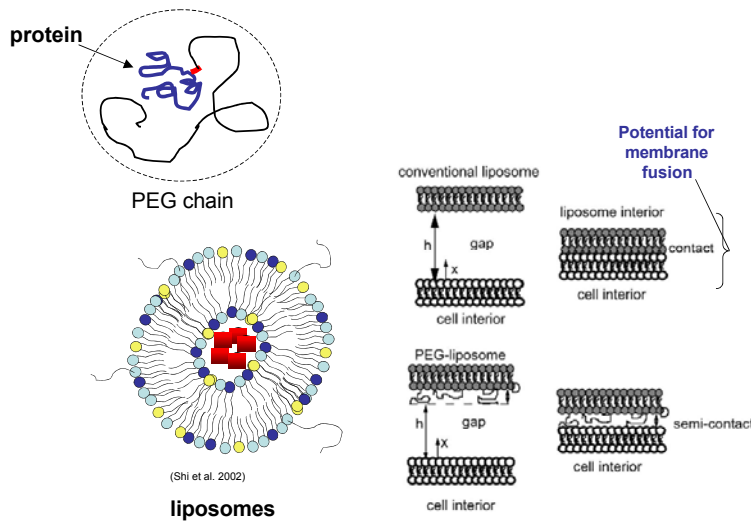 protein
PEG chain
(Shi et al. 2002)
liposomes
Potential for
membrane
fusion
conventional liposome
h
gap
x
cell interior
liposome interior
contact
cell interior
PEG-liposome
h
gap
x
cell interior
semi-contact
cell interior